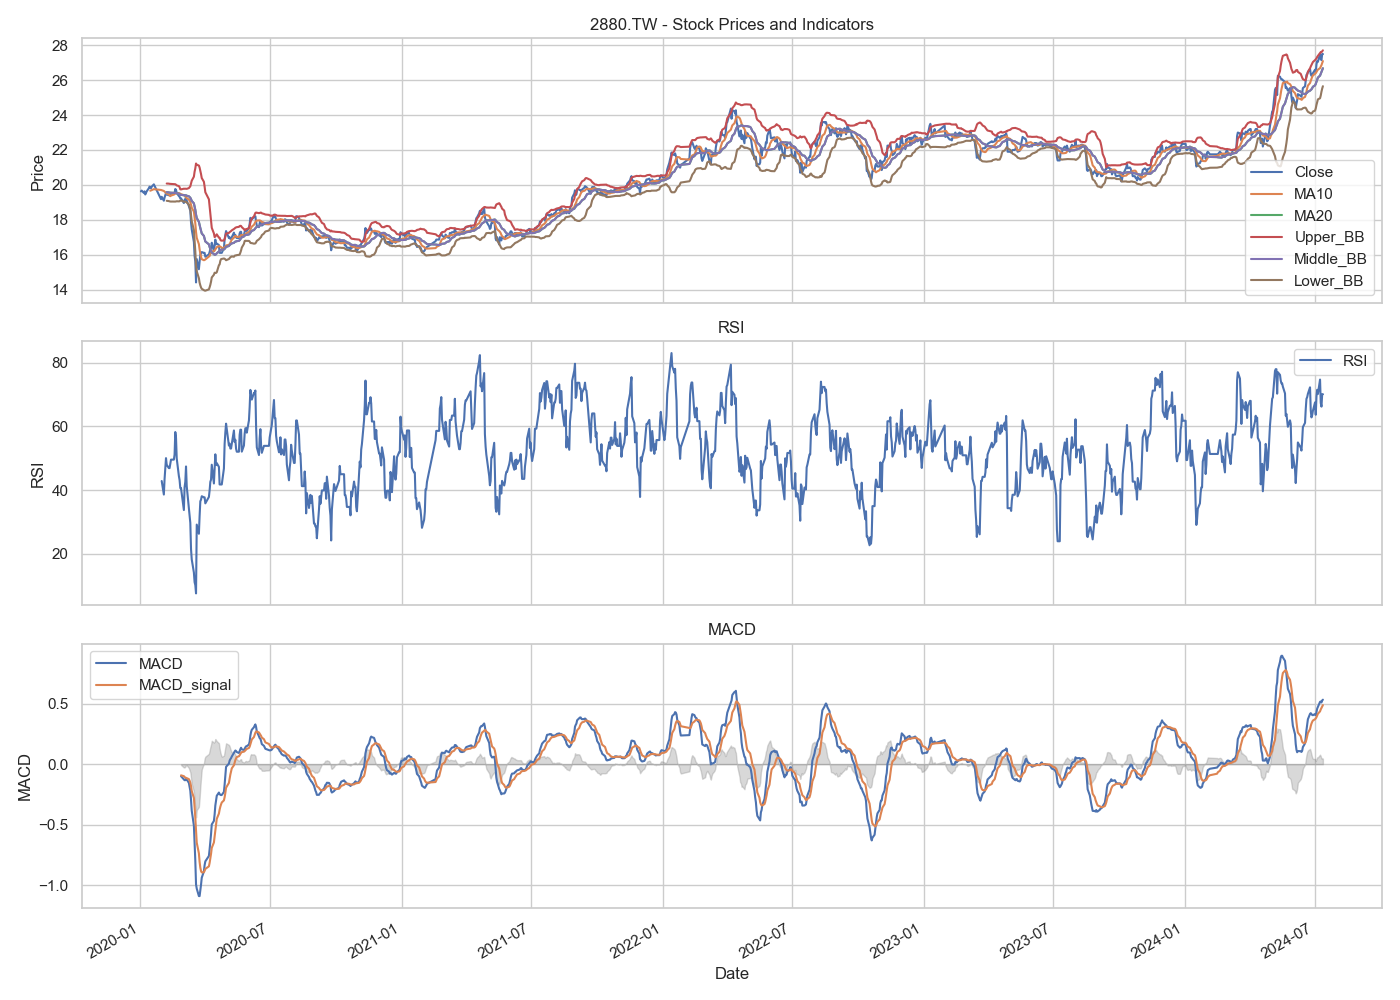 2880.TW - Stock Prices and Indicators
28
26
24
22
20
18
16
14
Price
Close
MA10
MA20
Upper_BB
Middle_BB
Lower_BB
RSI
80
60
40
20
RSI
RSI
MACD
0.5
0.0
−0.5
−1.0
MACD
MACD
MACD_signal
2020-01
2020-07
2021-01
2021-07
2022-01
2022-07
2023-01
2023-07
2024-01
2024-07
Date